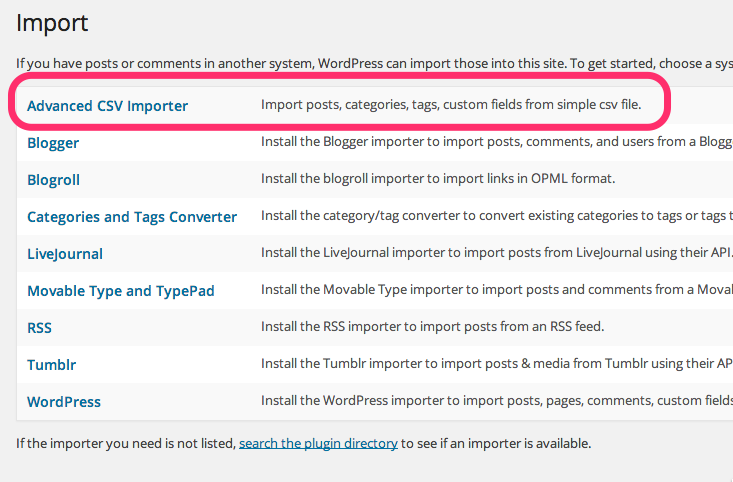 Import
If you have posts or comments in another system, WordPress can import those into this site. To get started, choose a sys
Advanced CSV Importer Import posts, categories, tags, custom fields from simple csv file.
Blogger Install the Blogger importer to import posts, comments, and users from a Blogg
Blogroll Install the blogroll importer to import links in OPML format.
Categories and Tags Converter Install the category/tag converter to convert existing categories to tags or tags t
LiveJournal Install the LiveJournal importer to import posts from LiveJournal using their API.
Movable Type and TypePad Install the Movable Type importer to import posts and comments from a Moval
RSS Install the RSS importer to import posts from an RSS feed.
Tumblr Install the Tumblr importer to import posts & media from Tumblr using their AP
WordPress Install the WordPress importer to import posts, pages, comments, custom fields
If the importer you need is not listed, search the plugin directory to see if an importer is available.